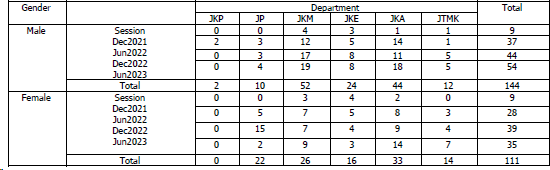 Gender Department Total
JKP JP JKM JKE JKA JTMK
Male Session 0 0 4 3 1 1 9
Dec2021 2 3 12 5 14 1 37
Jun2022 0 3 17 8 11 5 44
Dec2022 0 4 19 8 18 5 54
Jun2023
Total 2 10 52 24 44 12 144
Female Session 0 0 3 4 2 0 9
Dec2021 0 5 7 5 8 3 28
Jun2022 0 15 7 4 9 4 39
Dec2022 0 2 9 3 14 7 35
Jun2023
Total 0 22 26 16 33 14 111